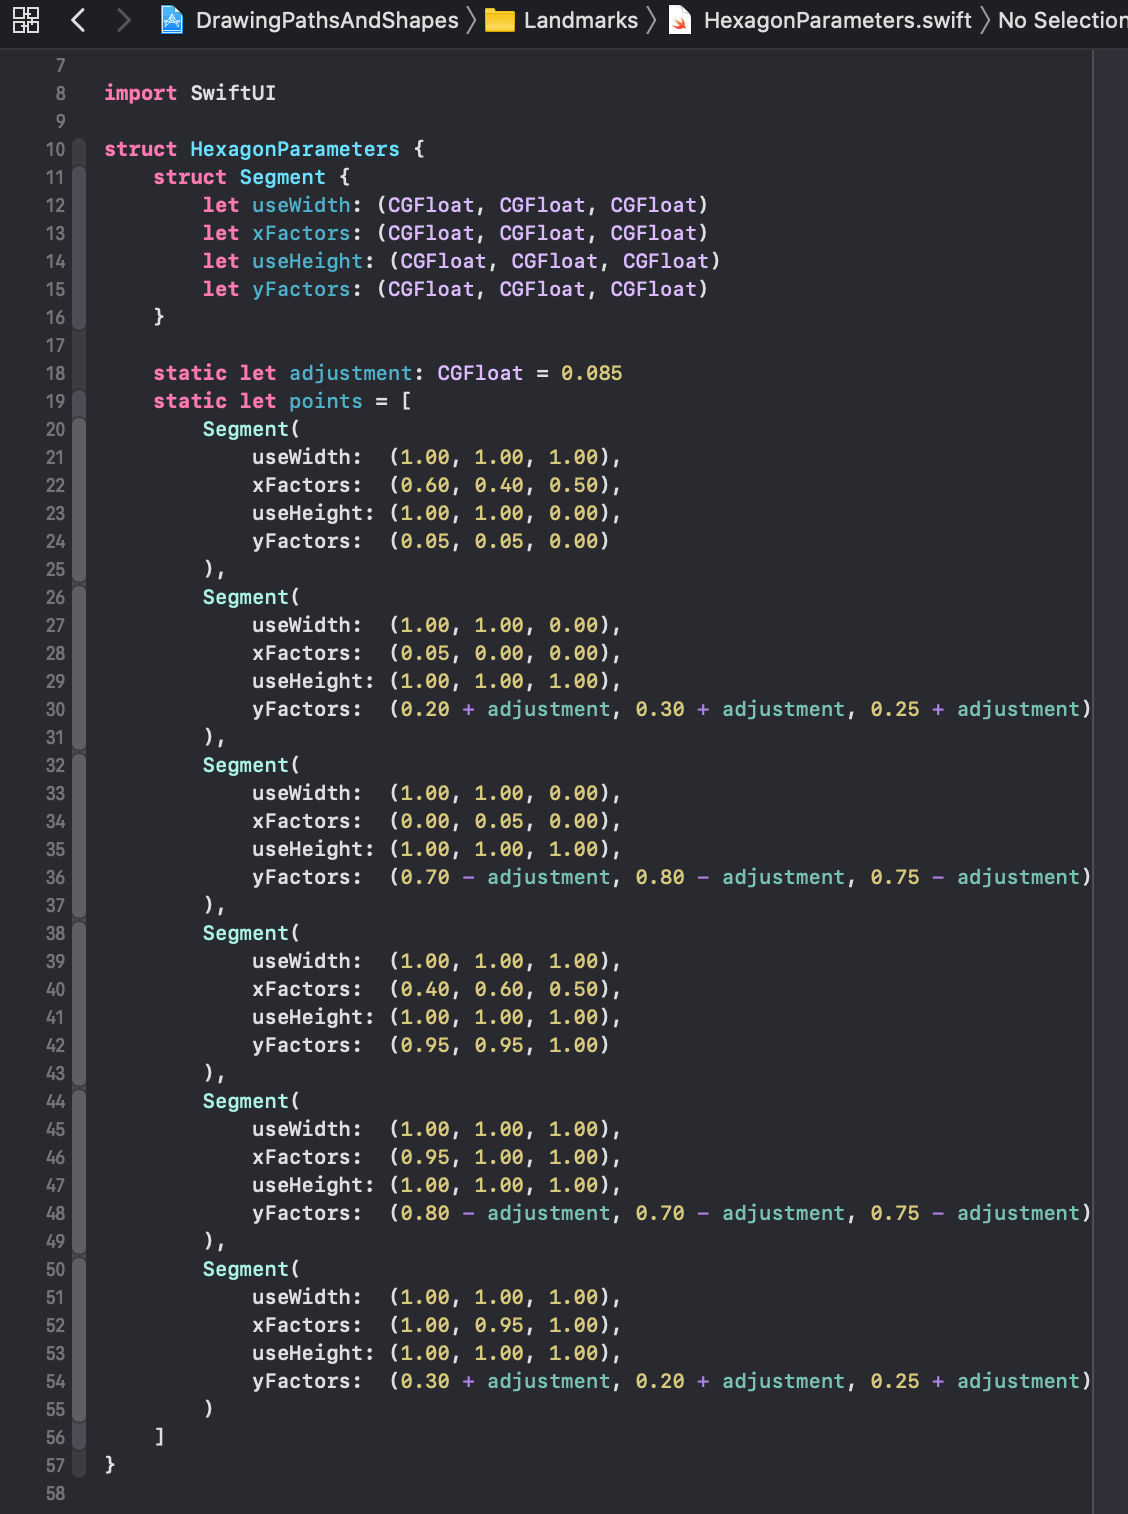 DrawingPathsAndShapes 〉 Landmarks 〉 HexagonParameters.swift 〉 No Selection
7
8 import SwiftUI
9
10 struct HexagonParameters {
11     struct Segment {
12         let useWidth: (CGFloat, CGFloat, CGFloat)
13         let xFactors: (CGFloat, CGFloat, CGFloat)
14         let useHeight: (CGFloat, CGFloat, CGFloat)
15         let yFactors: (CGFloat, CGFloat, CGFloat)
16     }
17
18     static let adjustment: CGFloat = 0.085
19     static let points = [
20         Segment(
21             useWidth:  (1.00, 1.00, 1.00),
22             xFactors:  (0.60, 0.40, 0.50),
23             useHeight: (1.00, 1.00, 0.00),
24             yFactors:  (0.05, 0.05, 0.00)
25         ),
26         Segment(
27             useWidth:  (1.00, 1.00, 0.00),
28             xFactors:  (0.05, 0.00, 0.00),
29             useHeight: (1.00, 1.00, 1.00),
30             yFactors:  (0.20 + adjustment, 0.30 + adjustment, 0.25 + adjustment)
31         ),
32         Segment(
33             useWidth:  (1.00, 1.00, 0.00),
34             xFactors:  (0.00, 0.05, 0.00),
35             useHeight: (1.00, 1.00, 1.00),
36             yFactors:  (0.70 - adjustment, 0.80 - adjustment, 0.75 - adjustment)
37         ),
38         Segment(
39             useWidth:  (1.00, 1.00, 1.00),
40             xFactors:  (0.40, 0.60, 0.50),
41             useHeight: (1.00, 1.00, 1.00),
42             yFactors:  (0.95, 0.95, 1.00)
43         ),
44         Segment(
45             useWidth:  (1.00, 1.00, 1.00),
46             xFactors:  (0.95, 1.00, 1.00),
47             useHeight: (1.00, 1.00, 1.00),
48             yFactors:  (0.80 - adjustment, 0.70 - adjustment, 0.75 - adjustment)
49         ),
50         Segment(
51             useWidth:  (1.00, 1.00, 1.00),
52             xFactors:  (1.00, 0.95, 1.00),
53             useHeight: (1.00, 1.00, 1.00),
54             yFactors:  (0.30 + adjustment, 0.20 + adjustment, 0.25 + adjustment)
55         )
56     ]
57 }
58